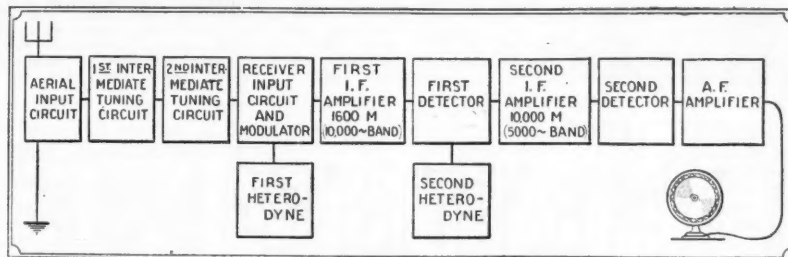 AERIAL
INPUT
CIRCUIT
1ST INTER-
MEDIATE
TUNING
CIRCUIT
2ND INTER-
MEDIATE
TUNING
CIRCUIT
RECEIVER
INPUT
CIRCUIT
AND
MODULATOR
FIRST
I.F.
AMPLIFIER
1600 M
(10,000~BAND)
FIRST
DETECTOR
SECOND
I.F.
AMPLIFIER
10,000 M
(5000~BAND)
SECOND
DETECTOR
A.F.
AMPLIFIER
FIRST
HETERO-
DYNE
SECOND
HETERO-
DYNE